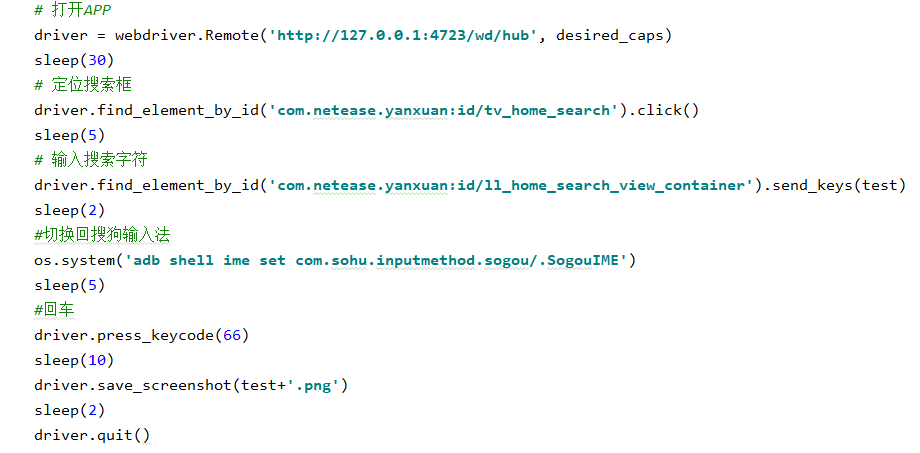 # 打开APP
driver = webdriver.Remote('http://127.0.0.1:4723/wd/hub', desired_caps)
sleep(30)
# 定位搜索框
driver.find_element_by_id('com.netease.yanxuan:id/tv_home_search').click()
sleep(5)
# 输入搜索字符
driver.find_element_by_id('com.netease.yanxuan:id/ll_home_search_view_container').send_keys(test)
sleep(2)
#切换回搜狗输入法
os.system('adb shell ime set com.sohu.inputmethod.sogou/.SogouIME')
sleep(5)
#回车
driver.press_keycode(66)
sleep(10)
driver.save_screenshot(test+'.png')
sleep(2)
driver.quit()